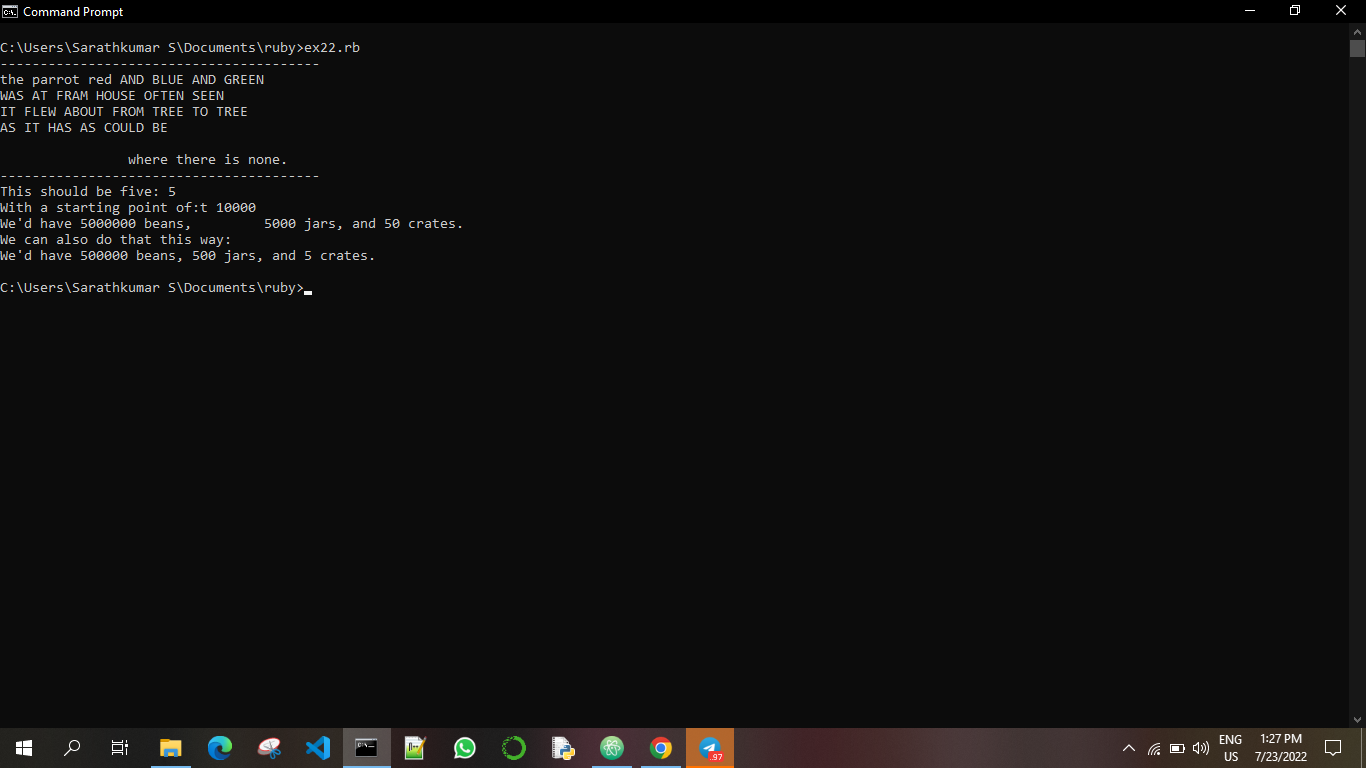 Command Prompt
C:\Users\Sarathkumar S\Documents\ruby>ex22.rb
----------------------------------------
the parrot red AND BLUE AND GREEN
WAS AT FRAM HOUSE OFTEN SEEN
IT FLEW ABOUT FROM TREE TO TREE
AS IT HAS AS COULD BE
where there is none.
----------------------------------------
This should be five: 5
With a starting point of:t 10000
We'd have 5000000 beans,         5000 jars, and 50 crates.
We can also do that this way:
We'd have 500000 beans, 500 jars, and 5 crates.
C:\Users\Sarathkumar S\Documents\ruby>
ENG
US
1:27 PM
7/23/2022
97